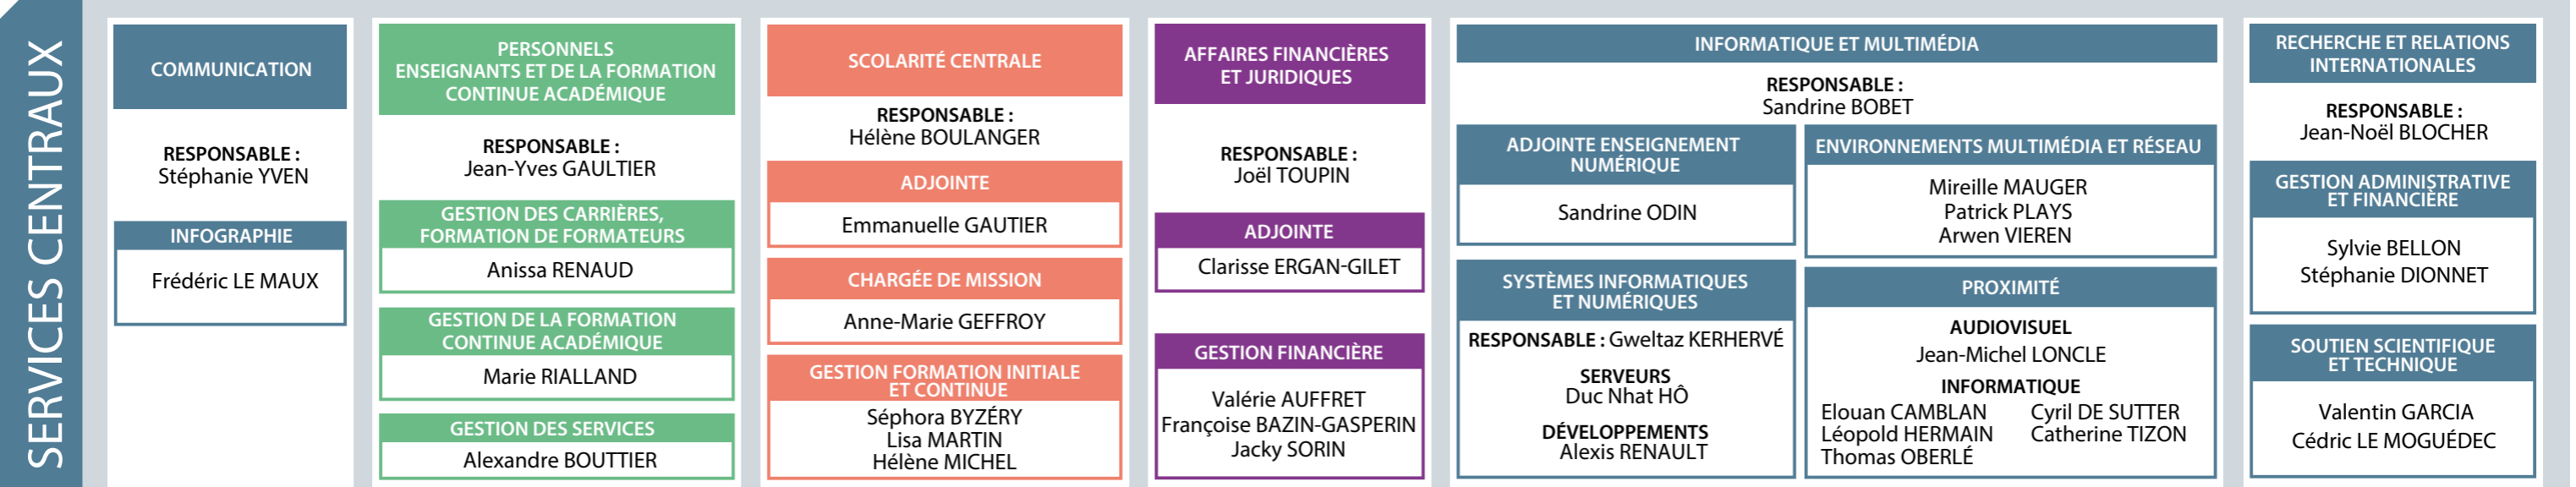 SERVICES CENTRAUX
COMMUNICATION
RESPONSABLE :
Stéphanie YVEN
INFOGRAPHIE
Frédéric LE MAUX
PERSONNELS
ENSEIGNANTS ET DE LA FORMATION
CONTINUE ACADÉMIQUE
RESPONSABLE :
Jean-Yves GAULTIER
GESTION DES CARRIÈRES,
FORMATION DE FORMATEURS
Anissa RENAUD
GESTION DE LA FORMATION
CONTINUE ACADÉMIQUE
Marie RIALLAND
GESTION DES SERVICES
Alexandre BOUTTIER
SCOLARITÉ CENTRALE
RESPONSABLE :
Hélène BOULANGER
ADJOINTE
Emmanuelle GAUTIER
CHARGÉE DE MISSION
Anne-Marie GEFFROY
GESTION FORMATION INITIALE
ET CONTINUE
Séphora BYZÉRY
Lisa MARTIN
Hélène MICHEL
AFFAIRES FINANCIÈRES
ET JURIDIQUES
RESPONSABLE :
Joël TOUPIN
ADJOINTE
Clarisse ERGAN-GILET
GESTION FINANCIÈRE
Valérie AUFFRET
Françoise BAZIN-GASPERIN
Jacky SORIN
INFORMATIQUE ET MULTIMÉDIA
RESPONSABLE :
Sandrine BOBET
ADJOINTE ENSEIGNEMENT
NUMÉRIQUE
Sandrine ODIN
SYSTÈMES INFORMATIQUES
ET NUMÉRIQUES
RESPONSABLE : Gweltaz KERHERVÉ
SERVEURS
Duc Nhat HÔ
DÉVELOPPEMENTS
Alexis RENAULT
ENVIRONNEMENTS MULTIMÉDIA ET RÉSEAU
Mireille MAUGER
Patrick PLAYS
Arwen VIEREN
PROXIMITÉ
AUDIOVISUEL
Jean-Michel LONCLE
INFORMATIQUE
Elouan CAMBLAN
Léopold HERMAIN
Thomas OBERLÉ
Cyril DE SUTTER
Catherine TIZON
RECHERCHE ET RELATIONS
INTERNATIONALES
RESPONSABLE :
Jean-Noël BLOCHER
GESTION ADMINISTRATIVE
ET FINANCIÈRE
Sylvie BELLON
Stéphanie DIONNET
SOUTIEN SCIENTIFIQUE
ET TECHNIQUE
Valentin GARCIA
Cédric LE MOGUÉDEC